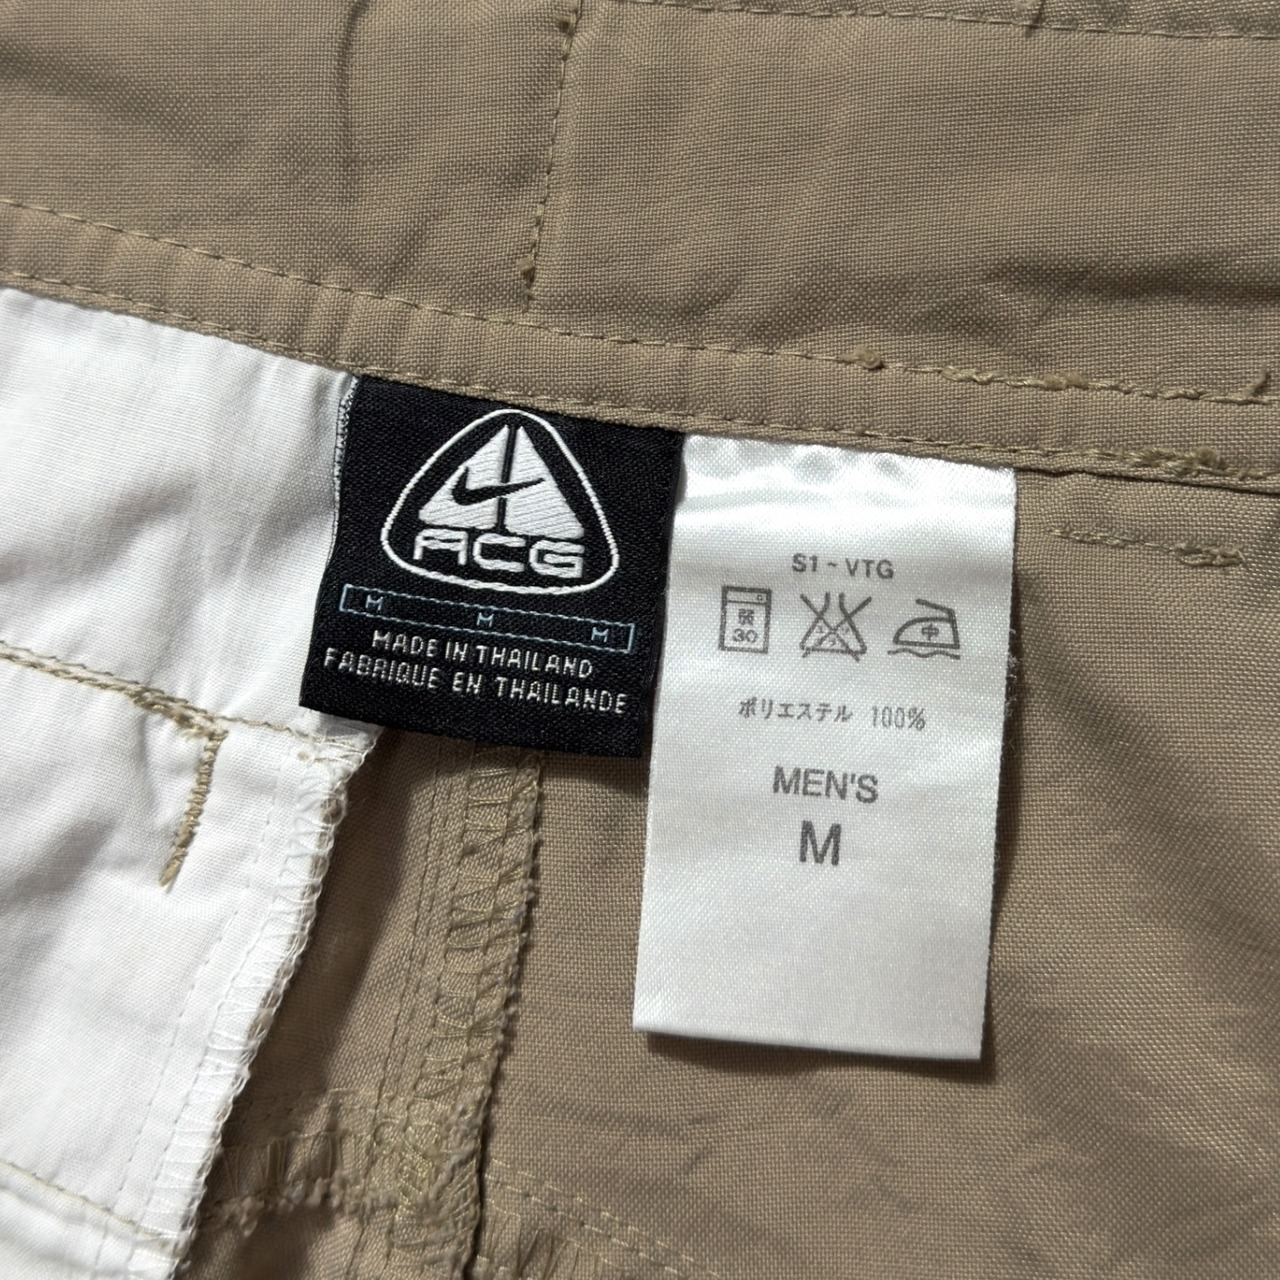 ACG
M M M
MADE IN THAILAND
FABRIQUE EN THAILANDE
S1 - VTG
弱
30
中
ポリエステル 100%
MEN'S
M